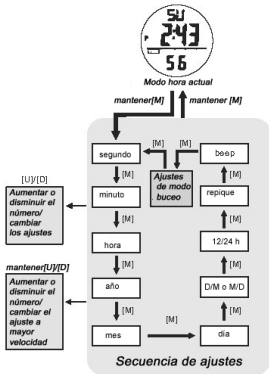 SU
P 2:43
56
Modo hora actual
mantener[M]
mantener [M]
[M]
[M]
segundo
beep
Ajustes
de modo
buceo
[U]/[D]
[M]
[M]
Aumentar o
disminuir el
número/
cambiar
los ajustes
minuto
repique
[M]
[M]
hora
12/24 h
mantener[U]/[D]
[M]
[M]
Aumentar o
disminuir el
número/
cambiar el
ajuste a
mayor
velocidad
año
D/M o M/D
[M]
[M]
[M]
mes
día
Secuencia de ajustes